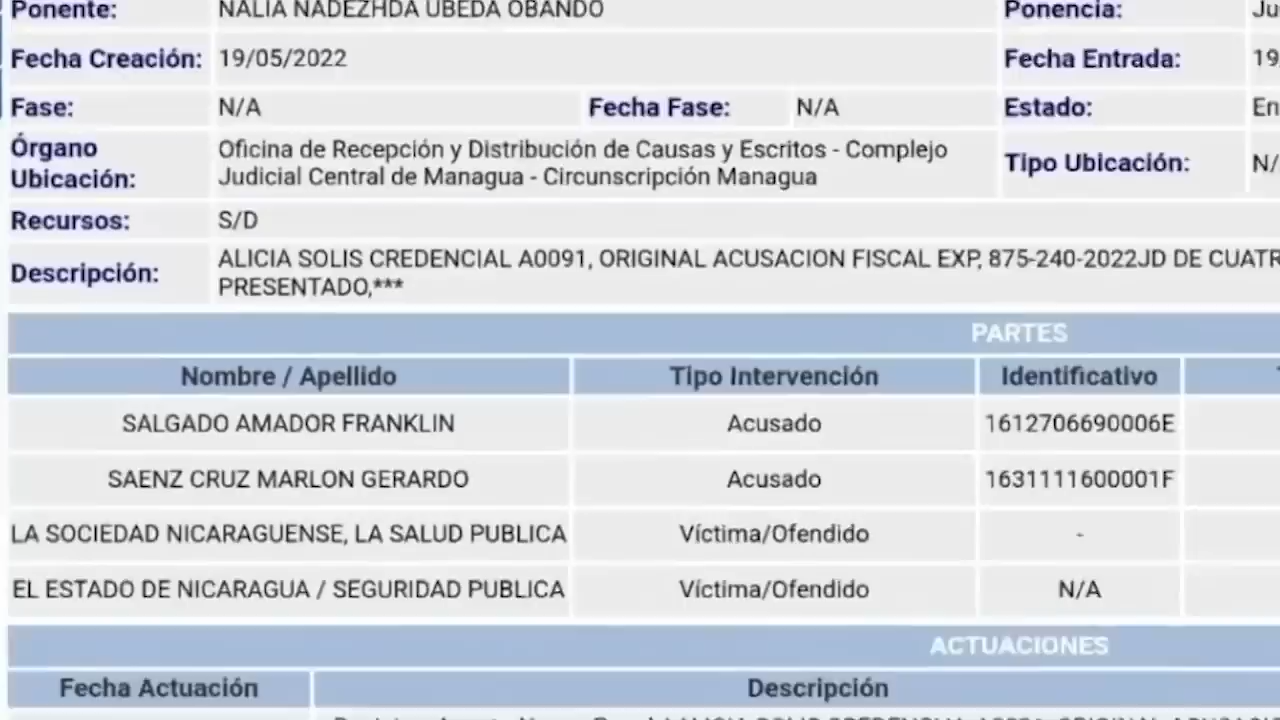 Ponente: NALIA NADEZHDA UBEDA OBANDO Ponencia: Ju
Fecha Creación: 19/05/2022 Fecha Entrada: 19
Fase: N/A Fecha Fase: N/A Estado: En
Órgano Ubicación: Oficina de Recepción y Distribución de Causas y Escritos - Complejo Tipo Ubicación: N/
Judicial Central de Managua - Circunscripción Managua
Recursos: S/D
Descripción: ALICIA SOLIS CREDENCIAL A0091, ORIGINAL ACUSACION FISCAL EXP, 875-240-2022JD DE CUATR
PRESENTADO,***
PARTES
Nombre / Apellido Tipo Intervención Identificativo
SALGADO AMADOR FRANKLIN Acusado 1612706690006E
SAENZ CRUZ MARLON GERARDO Acusado 1631111600001F
LA SOCIEDAD NICARAGUENSE, LA SALUD PUBLICA Víctima/Ofendido -
EL ESTADO DE NICARAGUA / SEGURIDAD PUBLICA Víctima/Ofendido N/A
ACTUACIONES
Fecha Actuación Descripción